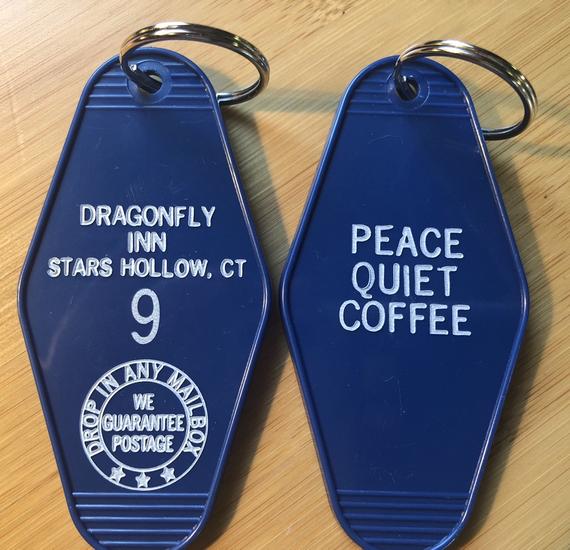 DRAGONFLY
INN
STARS HOLLOW, CT
9
DROP IN ANY MAILBOX
WE
GUARANTEE
POSTAGE
PEACE
QUIET
COFFEE